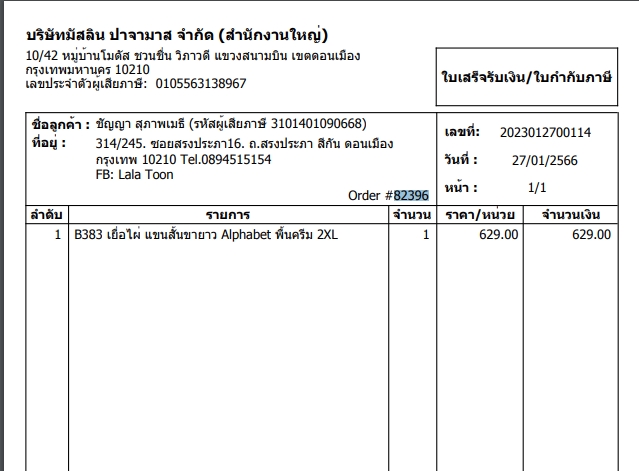 บริษัทมัสลิน ปาจามาส จำกัด (สำนักงานใหญ่)
10/42 หมู่บ้านโมดัส ชวนชื่น วิภาวดี แขวงสนามบิน เขตดอนเมือง
กรุงเทพมหานคร 10210
เลขประจำตัวผู้เสียภาษี: 0105563138967
ใบเสร็จรับเงิน/ใบกำกับภาษี
ชื่อลูกค้า : ชัญญา สุภาพเมธี (รหัสผู้เสียภาษี 3101401090668)
ที่อยู่ : 314/245. ซอยสรงประภา16. ถ.สรงประภา สีกัน ดอนเมือง
กรุงเทพ 10210 Tel.0894515154
FB: Lala Toon
Order #82396
เลขที่: 2023012700114
วันที่ : 27/01/2566
หน้า : 1/1
ลำดับ รายการ จำนวน ราคา/หน่วย จำนวนเงิน
1 B383 เยื่อไผ่ แขนสั้นขายาว Alphabet พื้นครีม 2XL 1 629.00 629.00